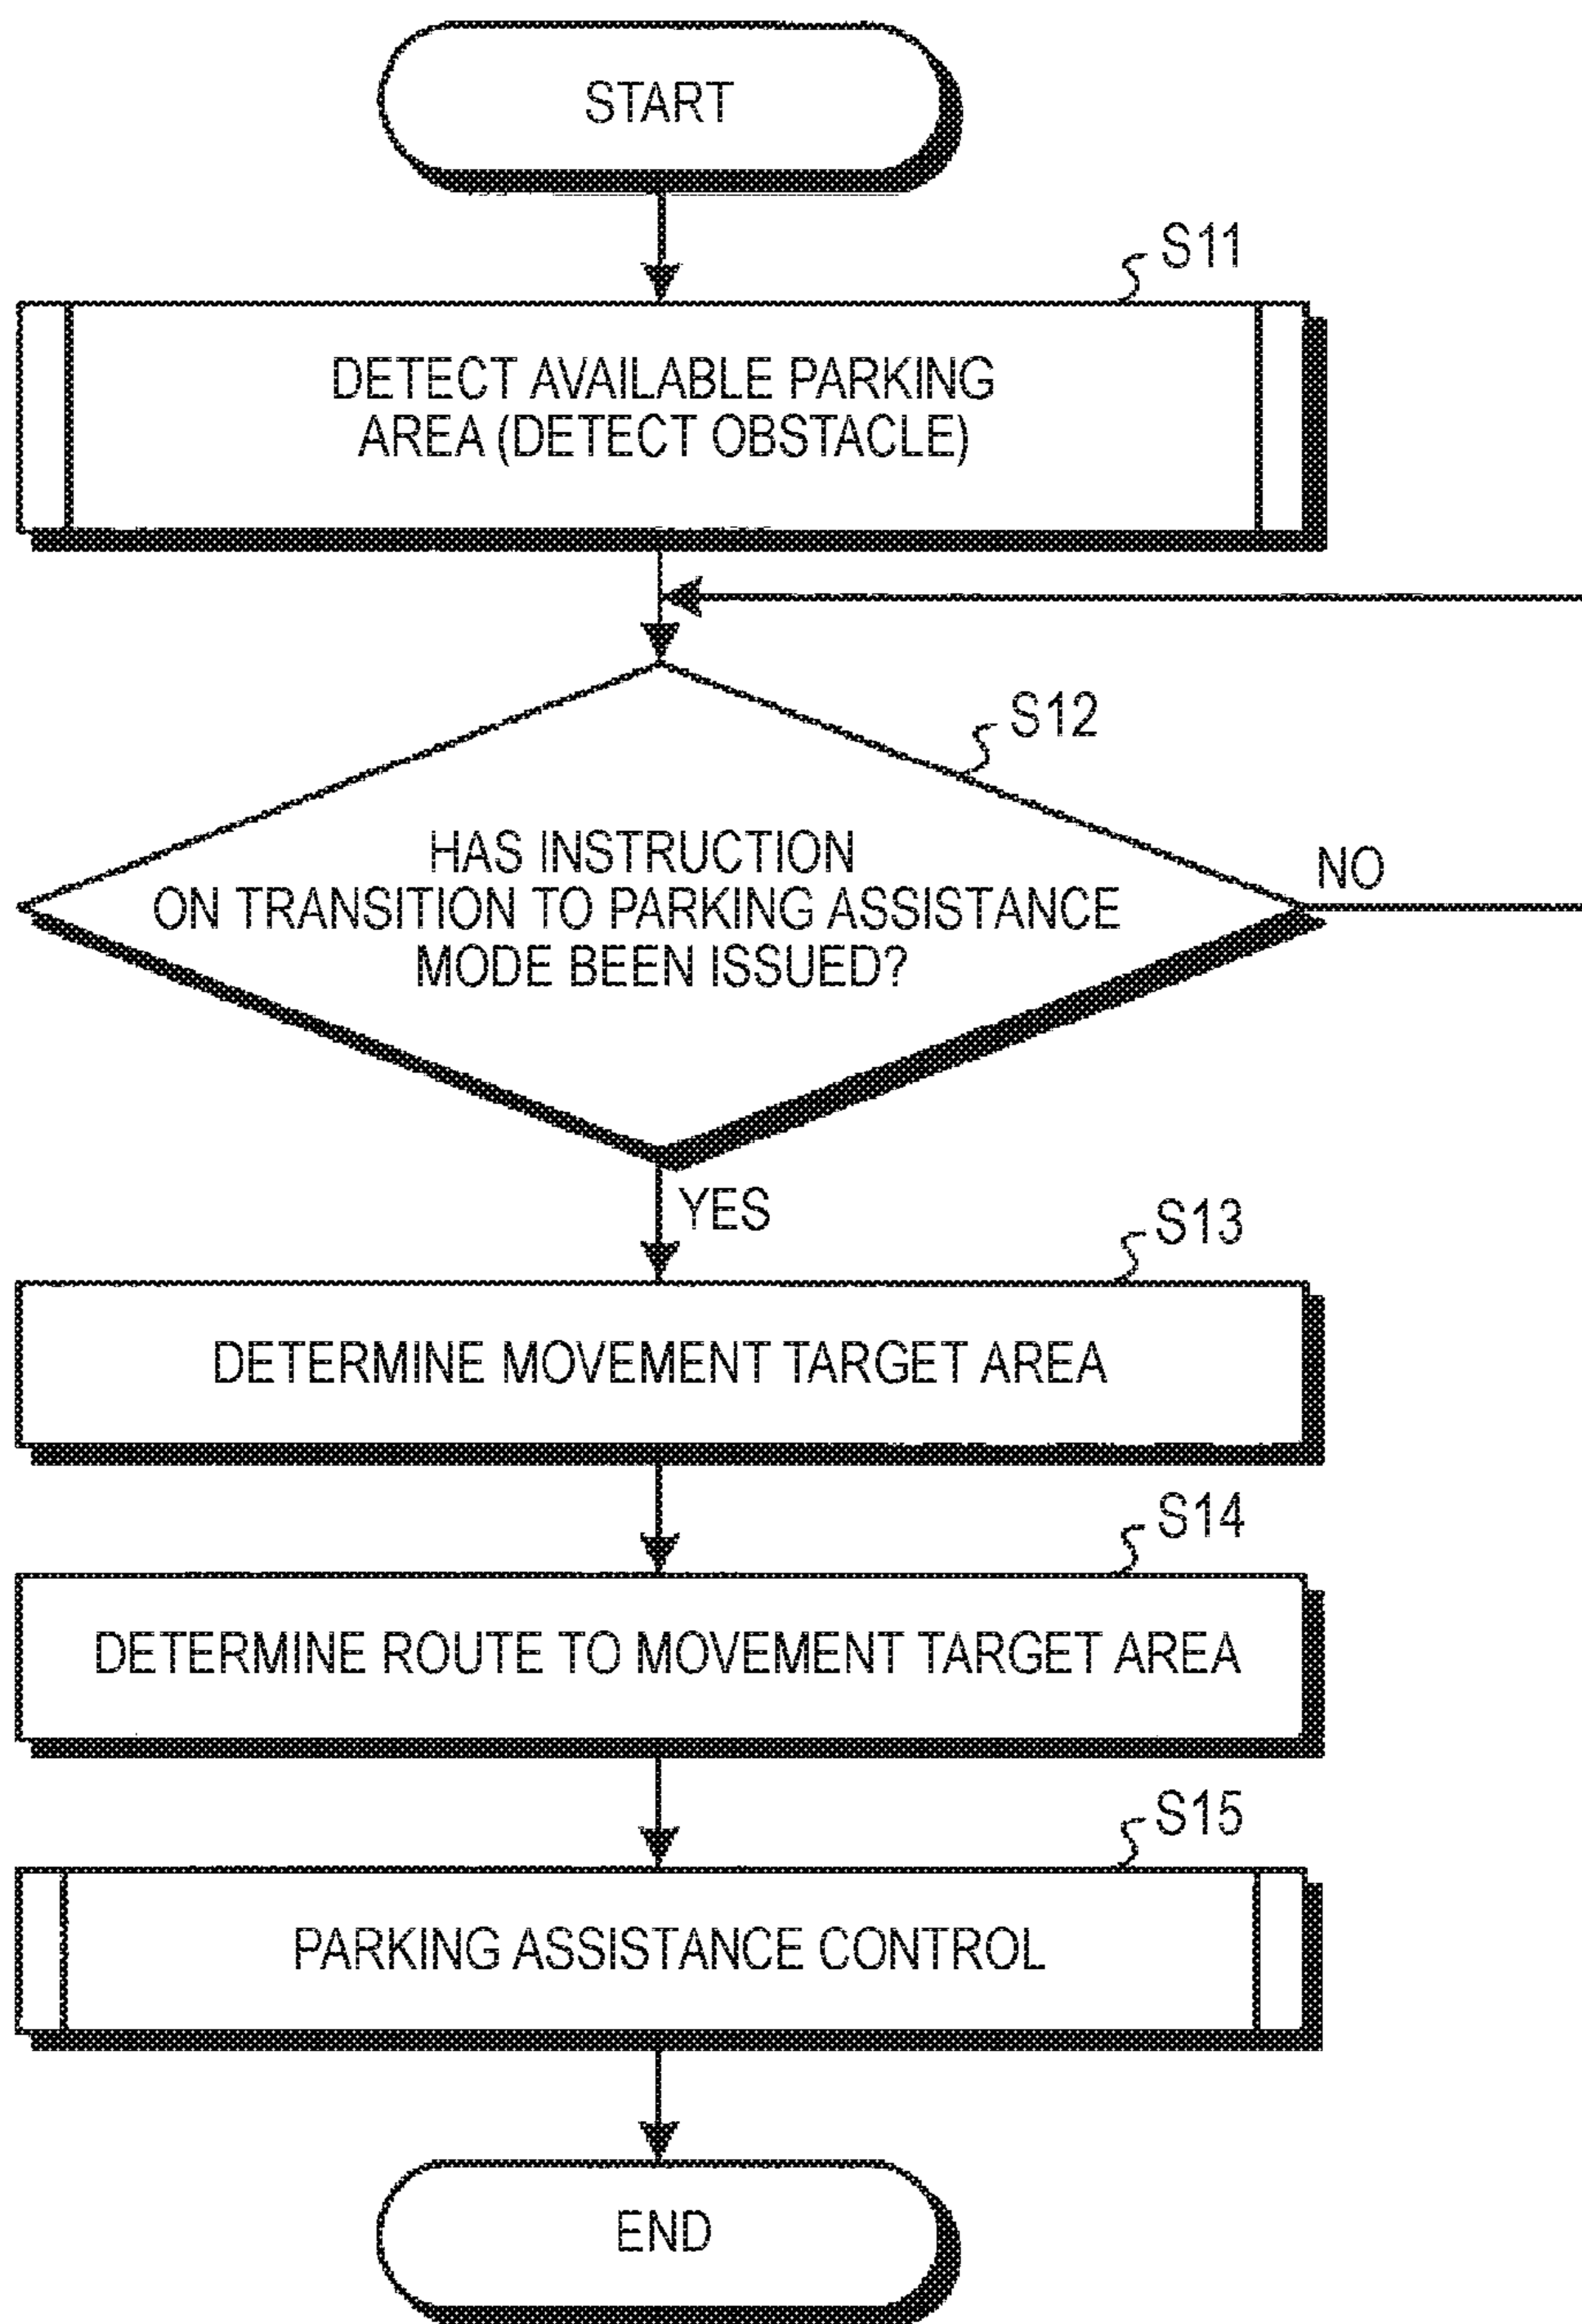 START
S11
DETECT AVAILABLE PARKING
AREA (DETECT OBSTACLE)
S12
HAS INSTRUCTION
ON TRANSITION TO PARKING ASSISTANCE
MODE BEEN ISSUED?
NO
YES
S13
DETERMINE MOVEMENT TARGET AREA
S14
DETERMINE ROUTE TO MOVEMENT TARGET AREA
S15
PARKING ASSISTANCE CONTROL
END